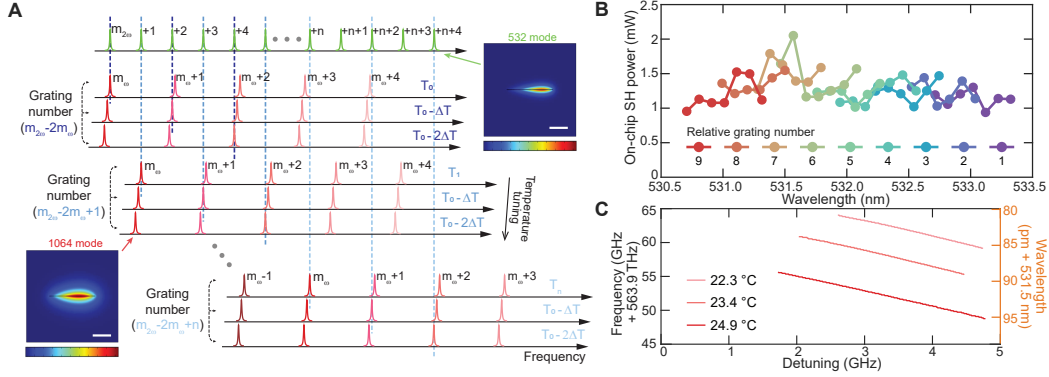 A
m2ω +1 +2 +3 +4 +n +n+1 +n+2 +n+3 +n+4
532 mode
mω mω+1 mω+2 mω+3 mω+4
Grating
number
(m2ω-2mω)
T₀
T₀-ΔT
T₀-2ΔT
mω mω+1 mω+2 mω+3 mω+4
Grating
number
(m2ω-2mω+1)
T₁
T₀-ΔT
T₀-2ΔT
Temperature
tuning
1064 mode
mω-1 mω mω+1 mω+2 mω+3
Grating
number
(m2ω-2mω+n)
Tn
T₀-ΔT
T₀-2ΔT
Frequency
B
On-chip SH power (mW)
2.5
2
1.5
1
0.5
0
Relative grating number
9 8 7 6 5 4 3 2 1
530.5 531.0 531.5 532.0 532.5 533.0 533.5
Wavelength (nm)
C
Frequency (GHz
+ 563.9 THz)
65
60
55
50
45
22.3 °C
23.4 °C
24.9 °C
0 1 2 3 4 5
Detuning (GHz)
80
85
90
95
Wavelength
(pm + 531.5 nm)